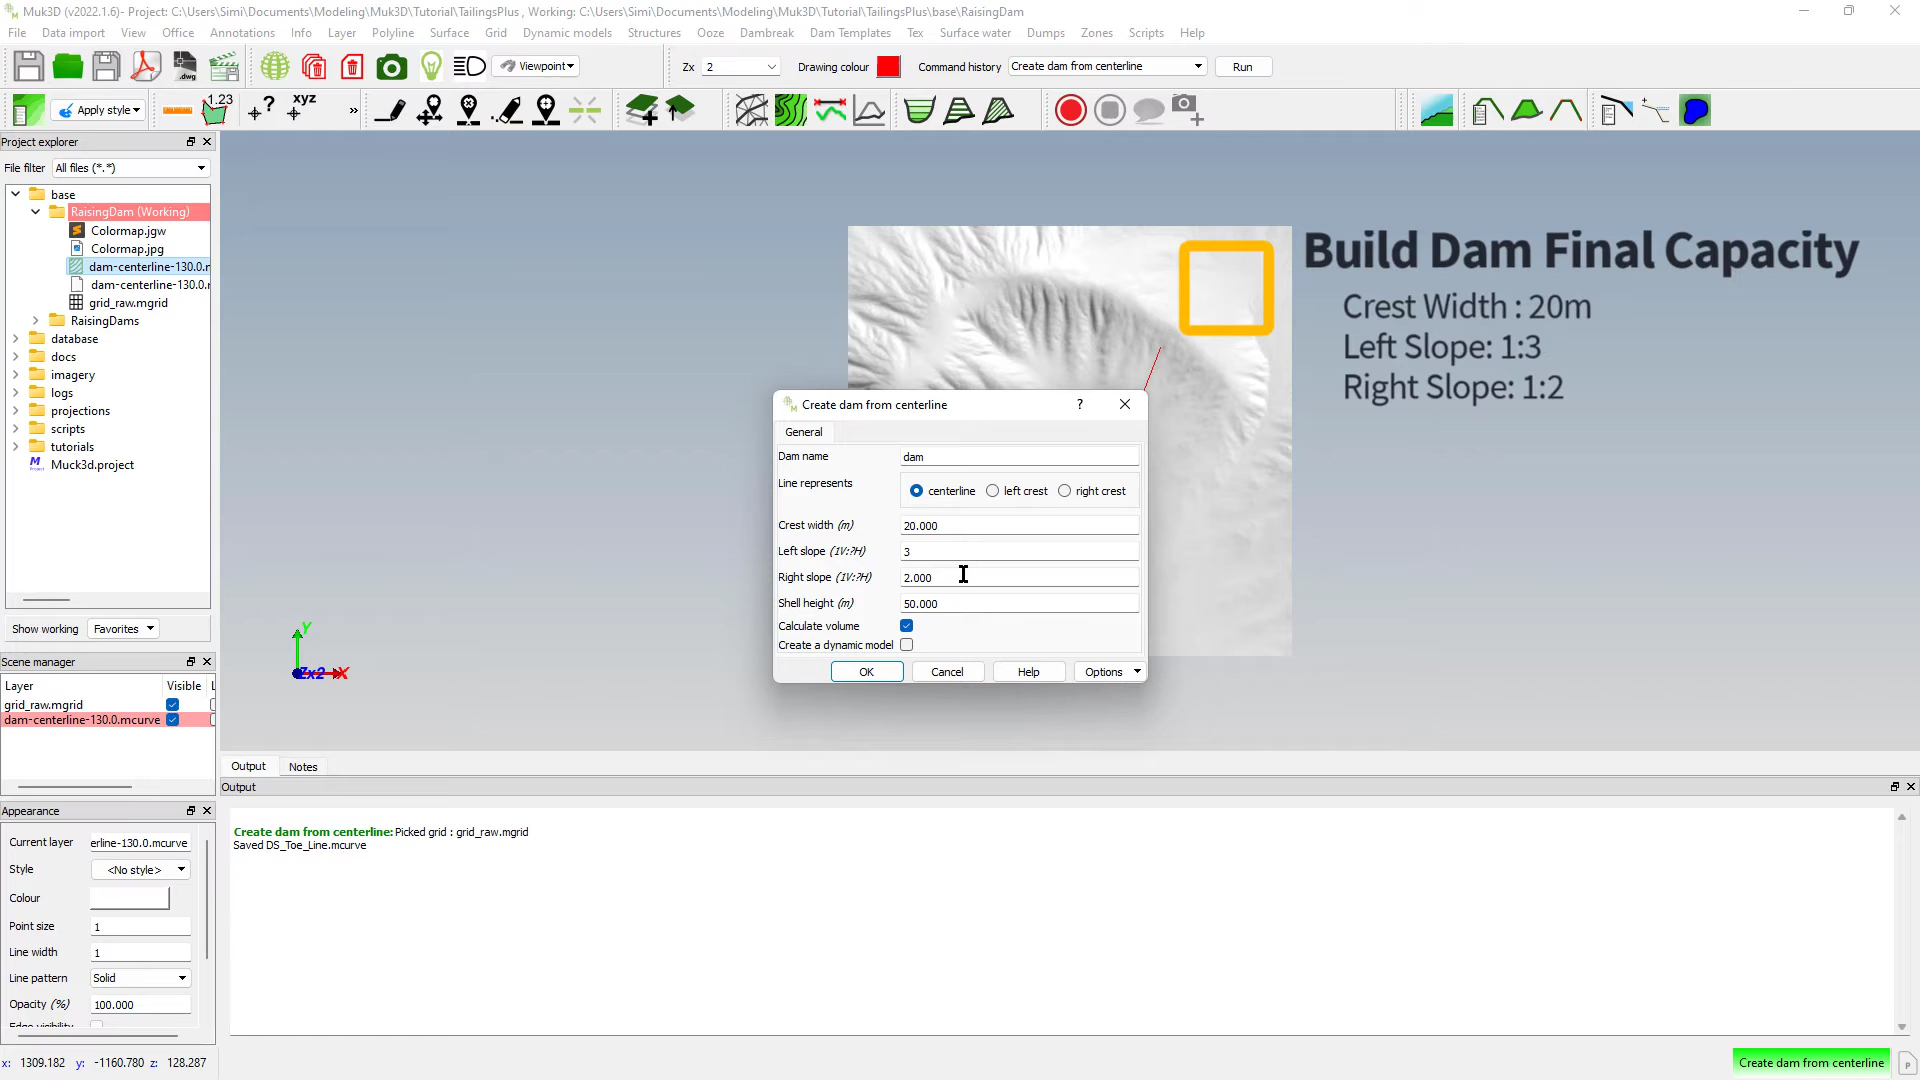 Muk3D (v2022.1.6)- Project: C:\Users\Simi\Documents\Modeling\Muk3D\Tutorial\TailingsPlus , Working: C:\Users\Simi\Documents\Modeling\Muk3D\Tutorial\TailingsPlus\base\RaisingDam
File Data import View Office Annotations Info Layer Polyline Surface Grid Dynamic models Structures Ooze Dambreak Dam Templates Tex Surface water Dumps Zones Scripts Help
.dwg Viewpoint Zx 2 Drawing colour Command history Create dam from centerline Run
Apply style 1.23 ? xyz »
Project explorer
File filter All files (*.*)
base
RaisingDam (Working)
Colormap.jgw
Colormap.jpg
dam-centerline-130.0.r
dam-centerline-130.0.r
grid_raw.mgrid
RaisingDams
database
docs
imagery
logs
projections
scripts
tutorials
Muck3d.project
Show working Favorites
Scene manager
Layer Visible
grid_raw.mgrid
dam-centerline-130.0.mcurve
Appearance
Current layer erline-130.0.mcurve
Style <No style>
Colour
Point size 1
Line width 1
Line pattern Solid
Opacity (%) 100.000
Edge visibility
x: 1309.182 y: -1160.780 z: 128.287
Build Dam Final Capacity
Crest Width : 20m
Left Slope: 1:3
Right Slope: 1:2
Create dam from centerline ?
General
Dam name dam
Line represents centerline left crest right crest
Crest width (m) 20.000
Left slope (1V:?H) 3
Right slope (1V:?H) 2.000
Shell height (m) 50.000
Calculate volume
Create a dynamic model
OK Cancel Help Options
Y
Zx2 X
Output Notes
Output
Create dam from centerline: Picked grid : grid_raw.mgrid
Saved DS_Toe_Line.mcurve
Create dam from centerline